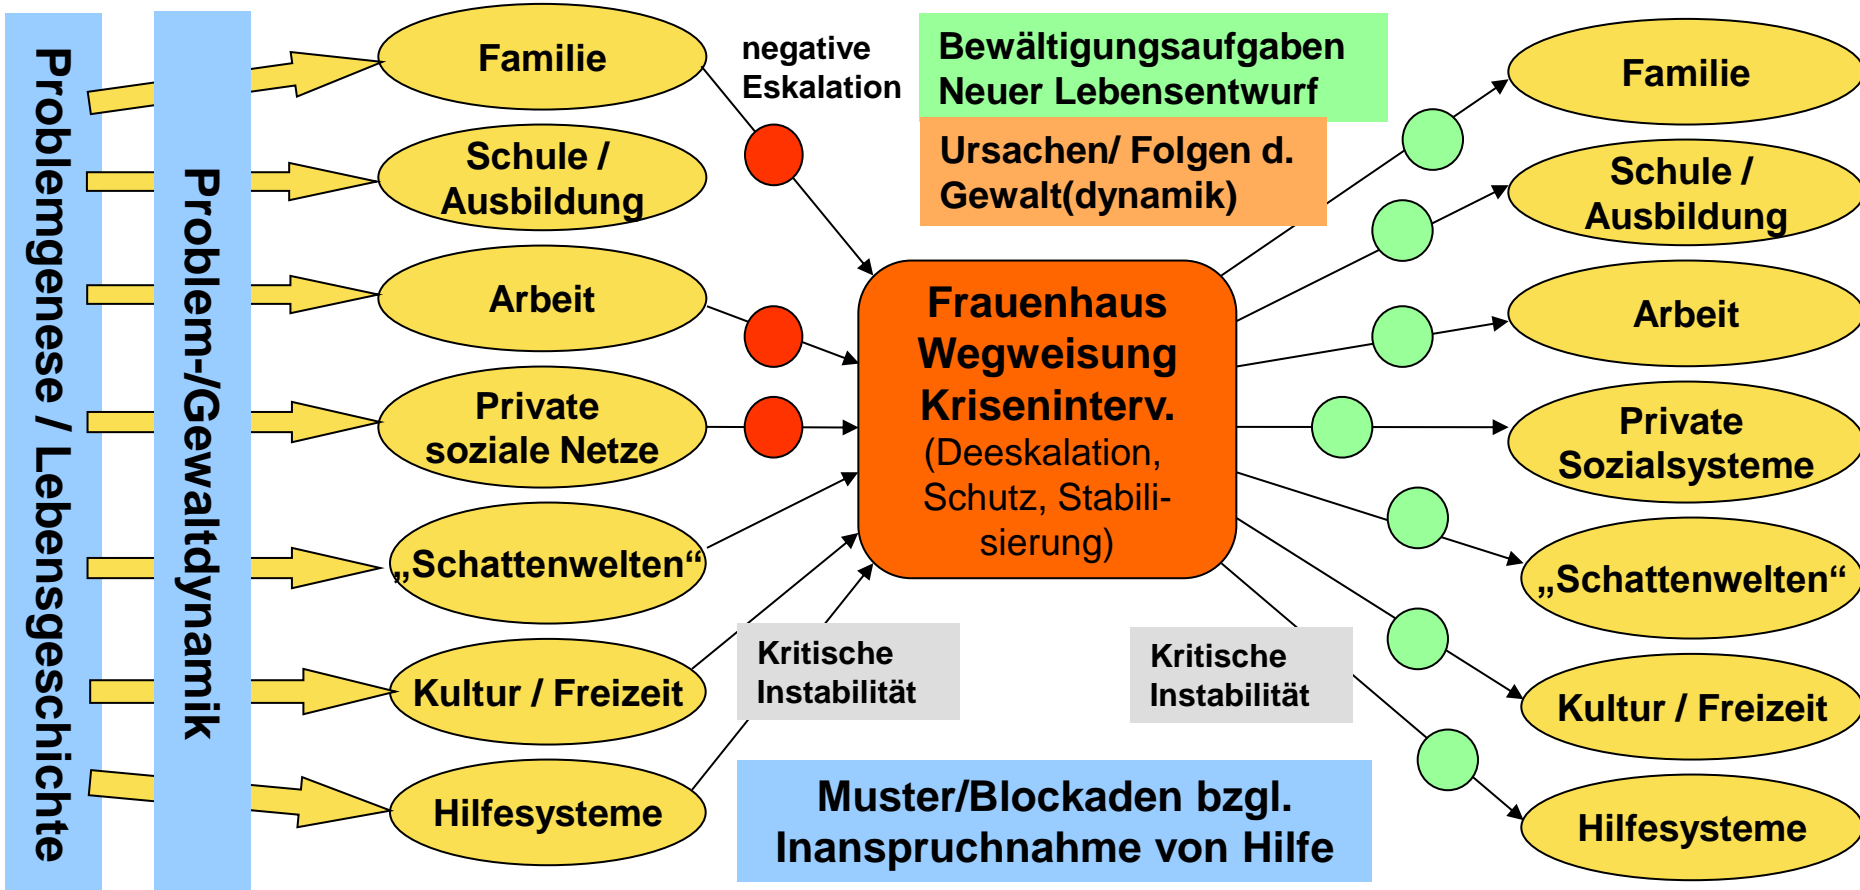 Problemgenese / Lebensgeschichte
Problem-/Gewaltdynamik
Familie
Schule /
Ausbildung
Arbeit
Private
soziale Netze
„Schattenwelten“
Kultur / Freizeit
Hilfesysteme
negative
Eskalation
Bewältigungsaufgaben
Neuer Lebensentwurf
Ursachen/ Folgen d.
Gewalt(dynamik)
Frauenhaus
Wegweisung
Kriseninterv.
(Deeskalation,
Schutz, Stabili-
sierung)
Kritische
Instabilität
Kritische
Instabilität
Muster/Blockaden bzgl.
Inanspruchnahme von Hilfe
Familie
Schule /
Ausbildung
Arbeit
Private
Sozialsysteme
„Schattenwelten“
Kultur / Freizeit
Hilfesysteme